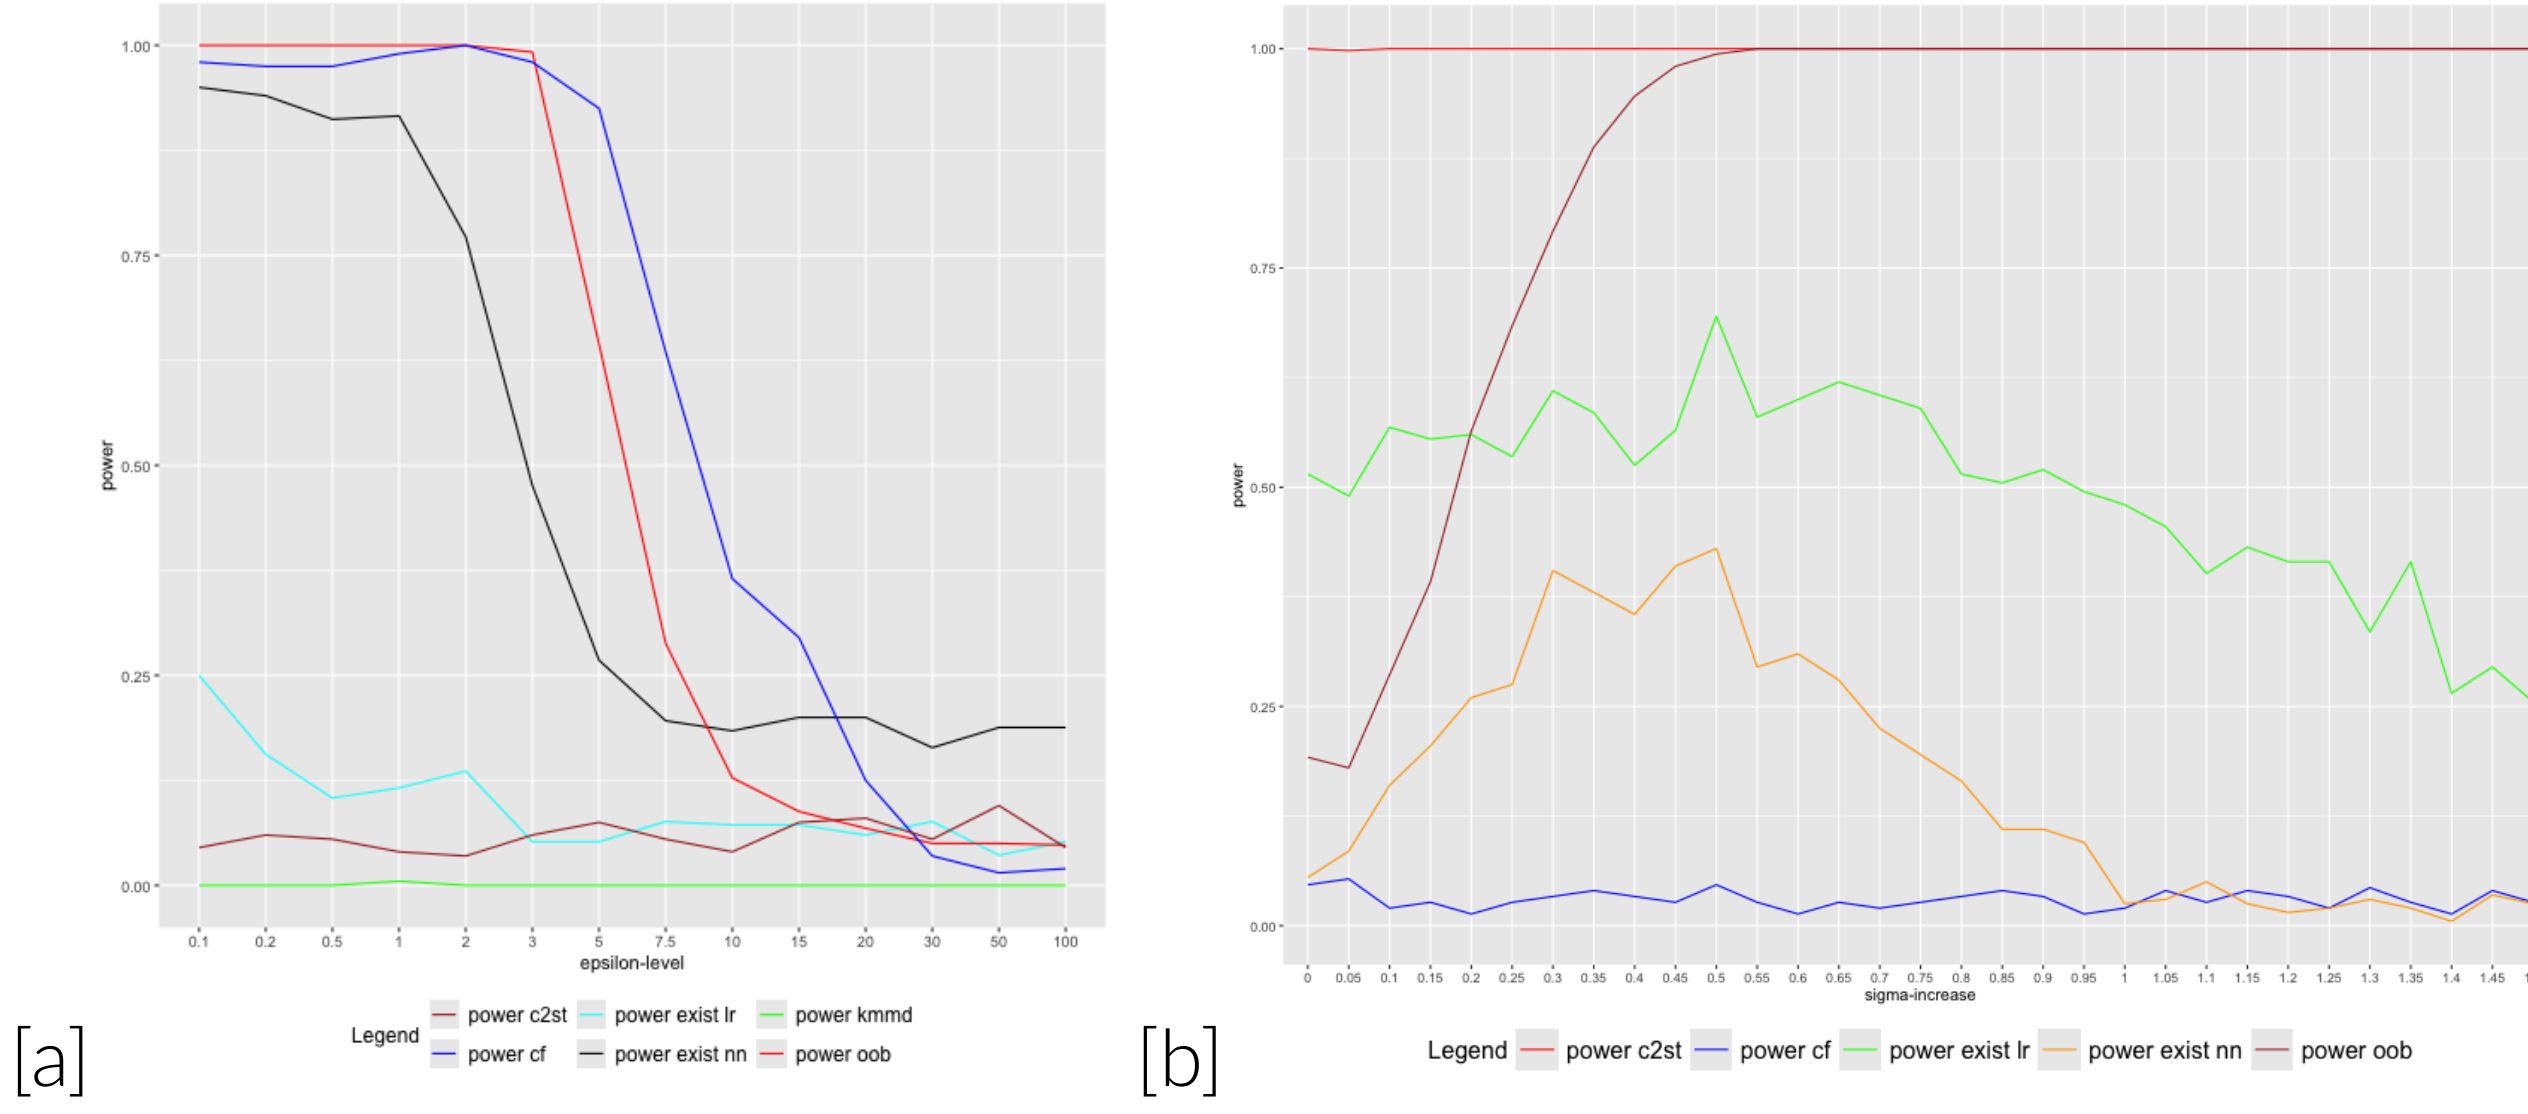 1.00
0.75
0.50
0.25
0.00
power
0.1 0.2 0.5 1 2 3 5 7.5 10 15 20 30 50 100
epsilon-level
Legend
power c2st power exist lr power kmmd
power cf power exist nn power oob
[a]
1.00
0.75
0.50
0.25
0.00
power
0 0.05 0.1 0.15 0.2 0.25 0.3 0.35 0.4 0.45 0.5 0.55 0.6 0.65 0.7 0.75 0.8 0.85 0.9 0.95 1 1.05 1.1 1.15 1.2 1.25 1.3 1.35 1.4 1.45
sigma-increase
Legend power c2st power cf power exist lr power exist nn power oob
[b]